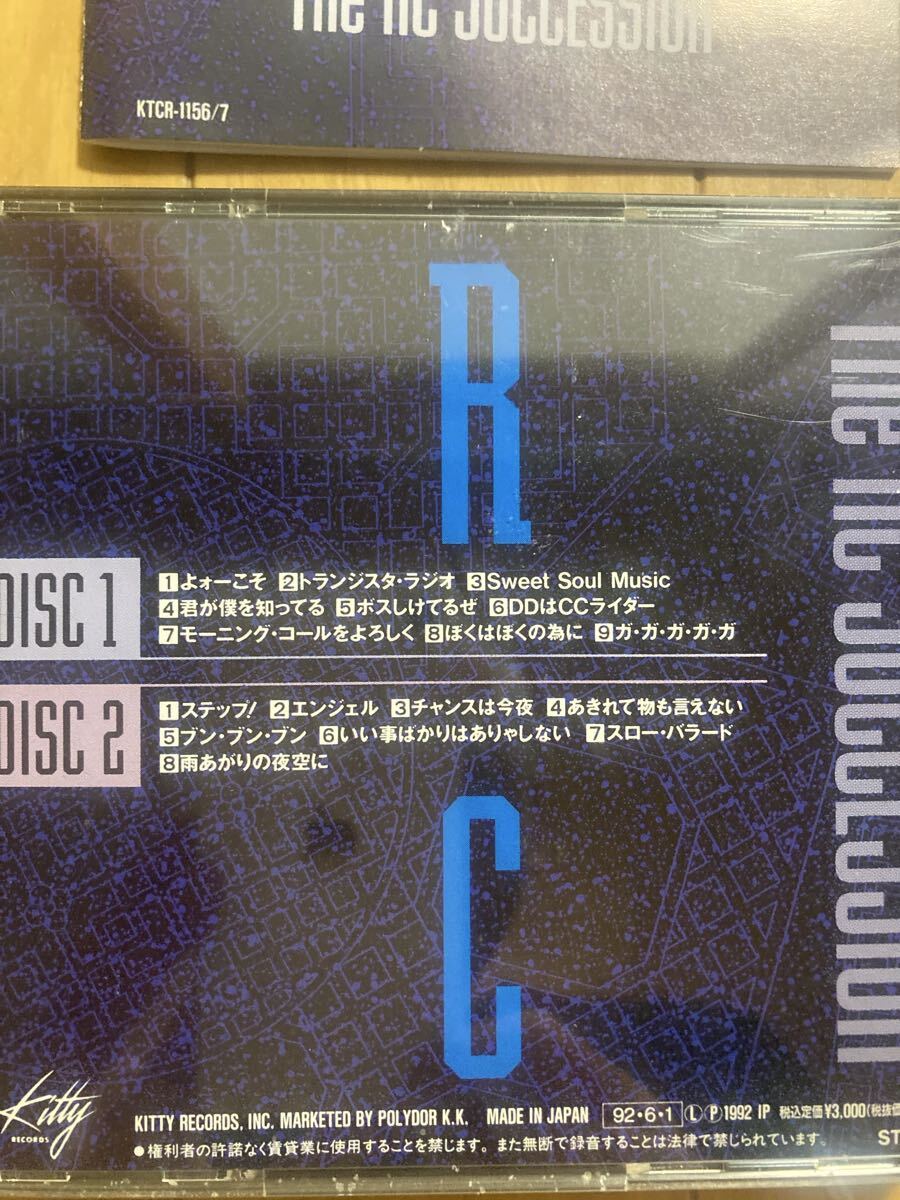 The RC SUCCESSION
KTCR-1156/7
R
The RC SUCCESSION
DISC 1
1よォーこそ 2トランジスタ・ラジオ 3Sweet Soul Music
4君が僕を知ってる 5ボスしけてるぜ 6DDはCCライダー
7モーニング・コールをよろしく 8ぼくはぼくの為に 9ガ・ガ・ガ・ガ・ガ
DISC 2
1ステップ! 2エンジェル 3チャンスは今夜 4あきれて物も言えない
5ブン・ブン・ブン 6いい事ばかりはありゃしない 7スロー・バラード
8雨あがりの夜空に
C
Kitty
RECORDS
KITTY RECORDS, INC. MARKETED BY POLYDOR K.K. MADE IN JAPAN 92・6・1 Ⓛ Ⓟ 1992 IP 税込定価¥3,000(税抜価
●権利者の許諾なく賃貸業に使用することを禁じます。また無断で録音することは法律で禁じられています。 ST